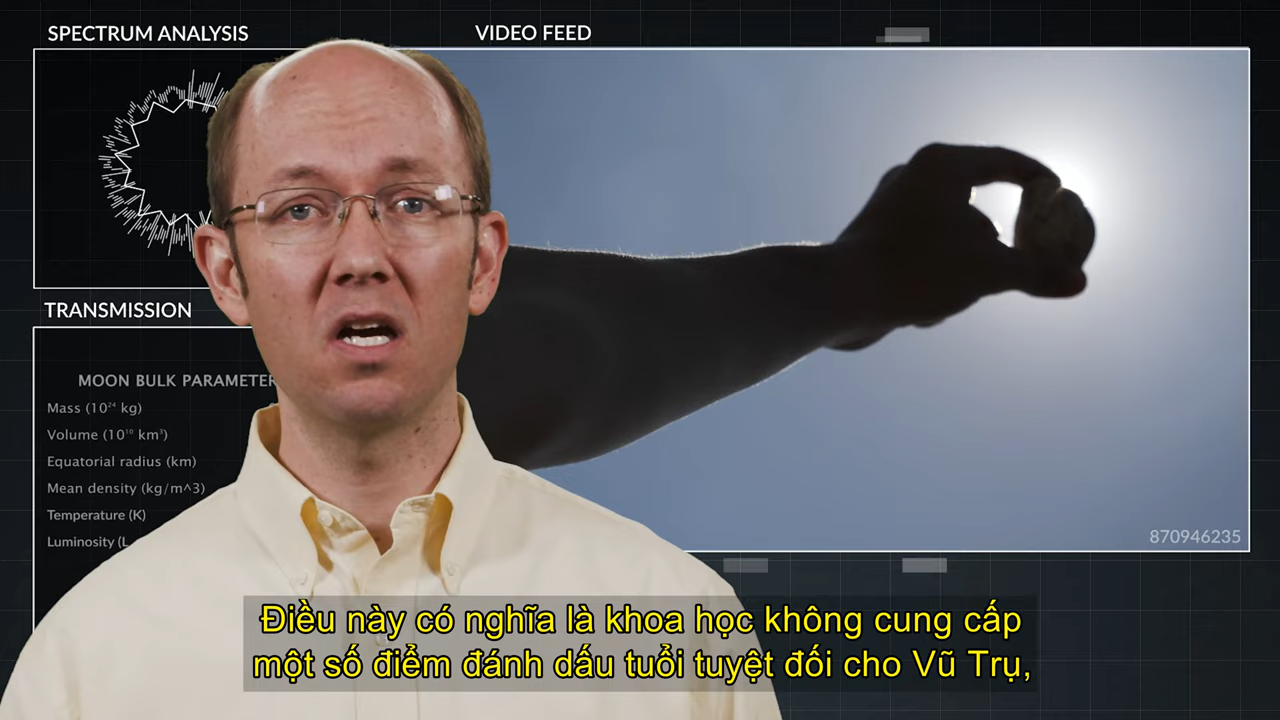 SPECTRUM ANALYSIS
VIDEO FEED
TRANSMISSION
MOON BULK PARAMETER
Mass (10²⁴ kg)
Volume (10¹⁰ km³)
Equatorial radius (km)
Mean density (kg/m^3)
Temperature (K)
Luminosity (L
870946235
Điều này có nghĩa là khoa học không cung cấp
một số điểm đánh dấu tuổi tuyệt đối cho Vũ Trụ,